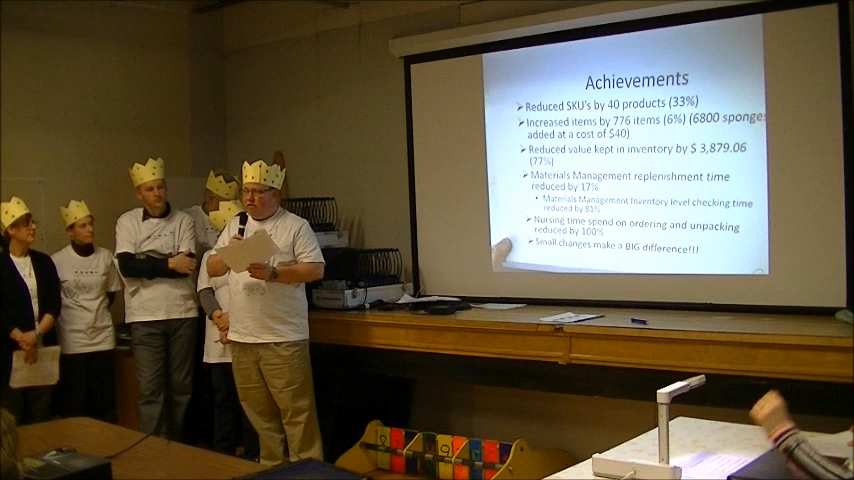 Achievements
➢ Reduced SKU's by 40 products (33%)
➢ Increased items by 776 items (6%) (6800 sponges
added at a cost of $40)
➢ Reduced value kept in inventory by $ 3,879.06
(77%)
➢ Materials Management replenishment time
reduced by 17%
• Materials Management Inventory level checking time
reduced by 81%
➢ Nursing time spend on ordering and unpacking
reduced by 100%
➢ Small changes make a BIG difference!!!